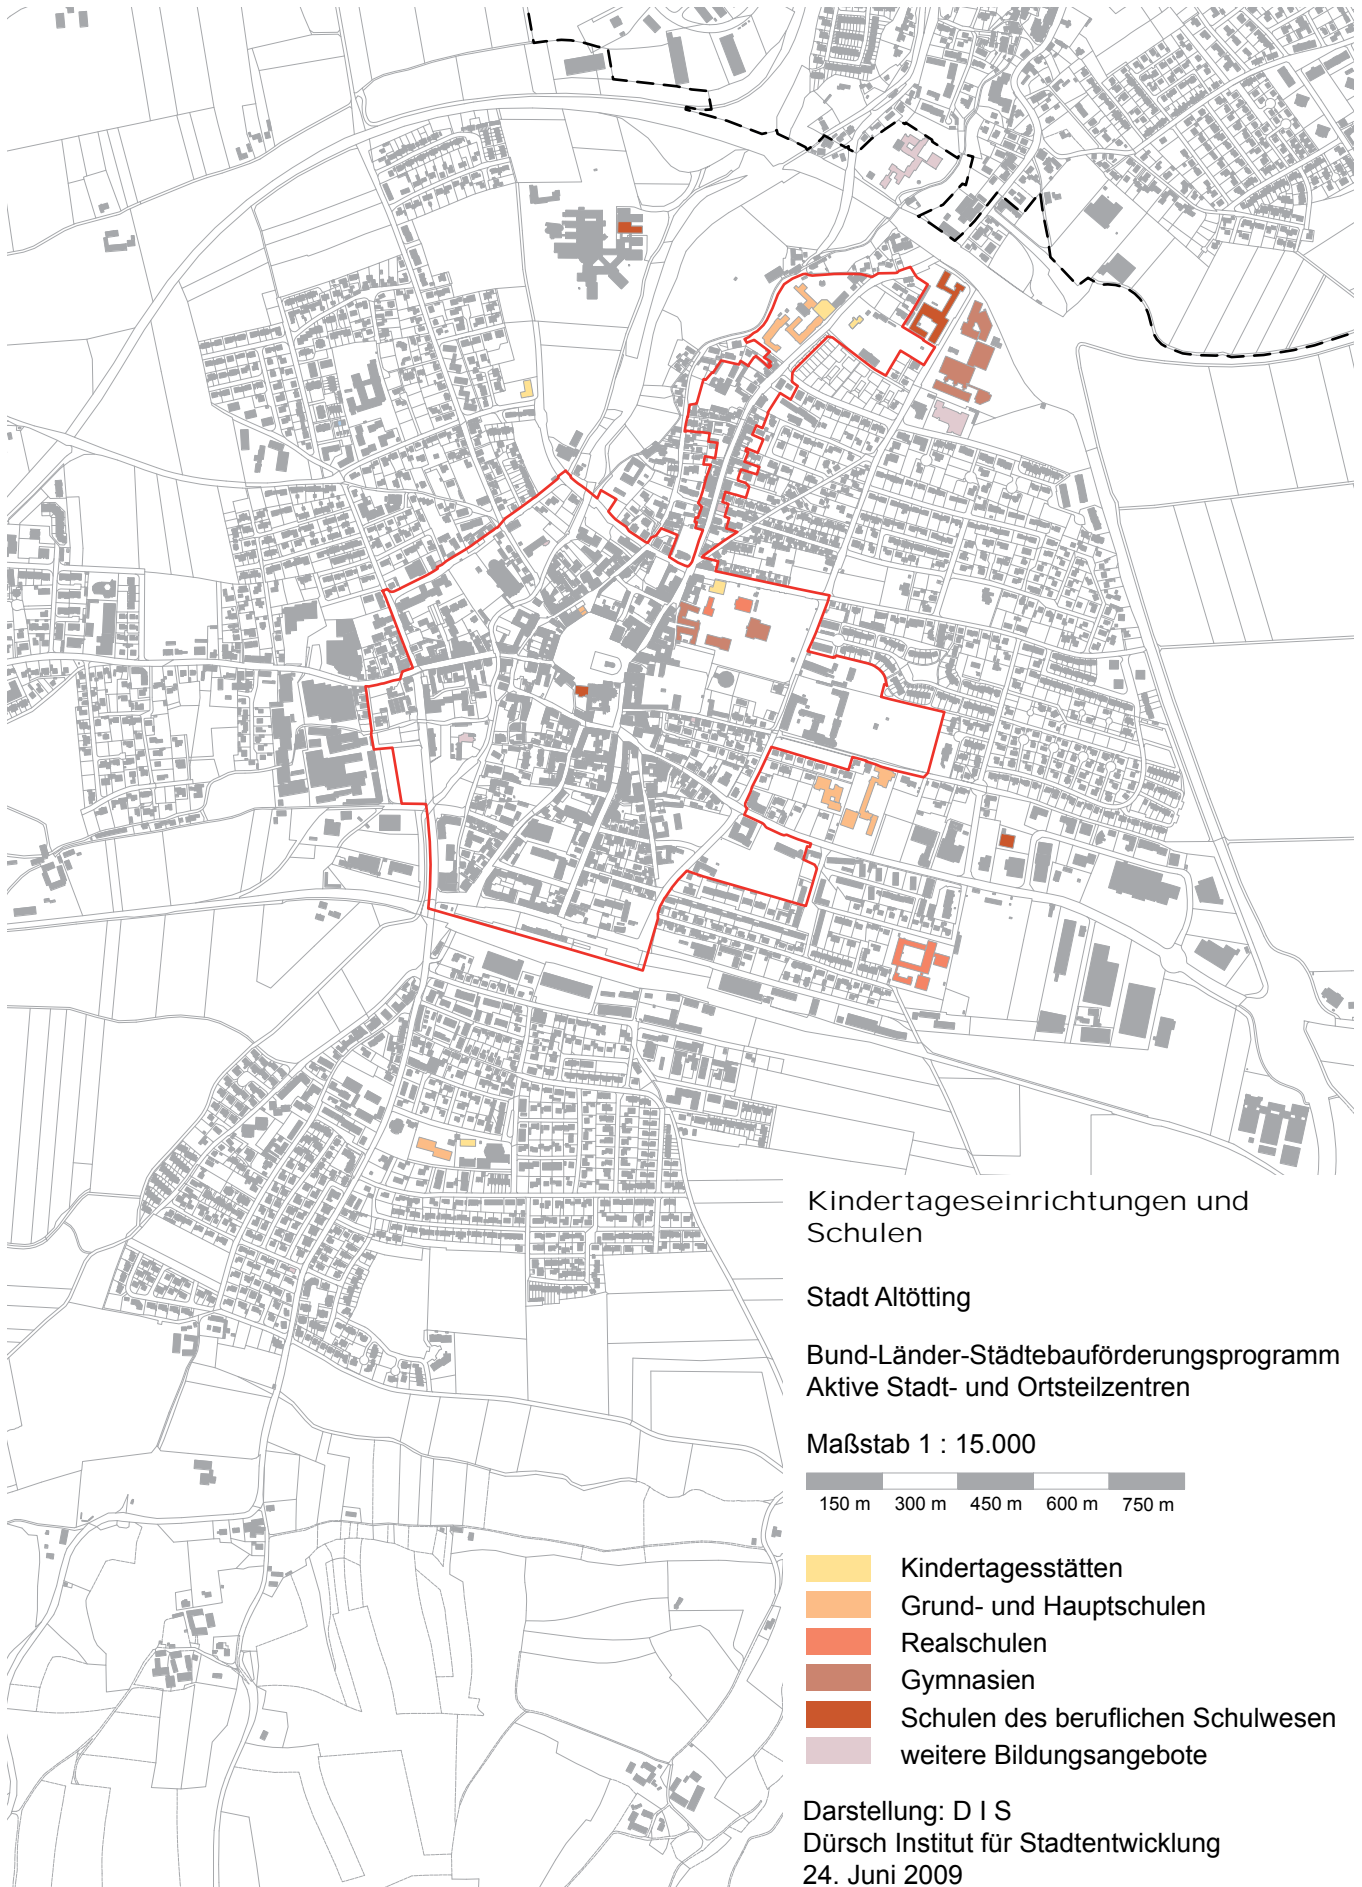 Kindertageseinrichtungen und
Schulen
Stadt Altötting
Bund-Länder-Städtebauförderungsprogramm
Aktive Stadt- und Ortsteilzentren
Maßstab 1 : 15.000
150 m 300 m 450 m 600 m 750 m
Kindertagesstätten
Grund- und Hauptschulen
Realschulen
Gymnasien
Schulen des beruflichen Schulwesen
weitere Bildungsangebote
Darstellung: D I S
Dürsch Institut für Stadtentwicklung
24. Juni 2009